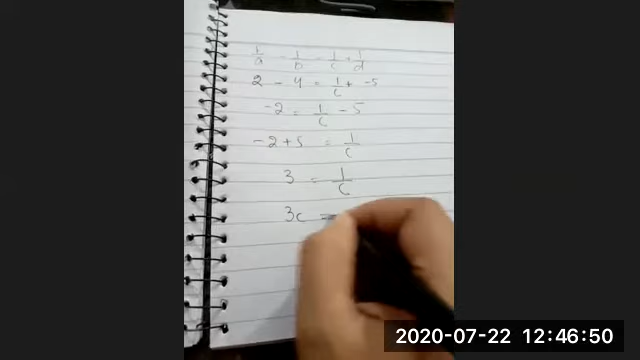 1/a - 1/b = 1/c + 1/d
2 - 4 = 1/c + -5
-2 = 1/c - 5
-2 + 5 = 1/c
3 = 1/c
3c =
2020-07-22 12:46:50